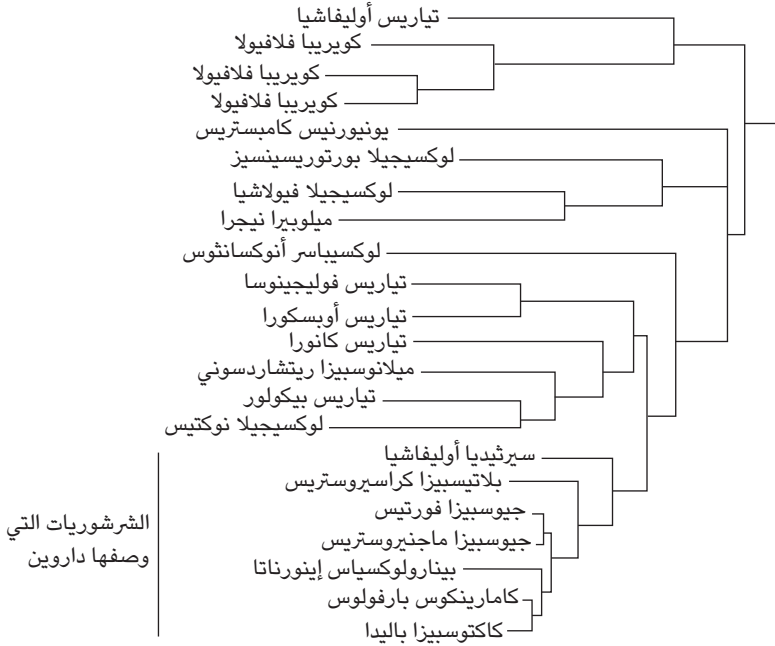 تياريس أوليفاشيا
كويريبا فلافيولا
كويريبا فلافيولا
كويريبا فلافيولا
يونيورنيس كامبستريس
لوكسيجيلا بورتوريسينسيز
لوكسيجيلا فيولاشيا
ميلوبيرا نيجرا
لوكسيباسر أنوكسانثوس
تياريس فوليجينوسا
تياريس أوبسكورا
تياريس كانورا
ميلانوسبيزا ريتشاردسوني
تياريس بيكولور
لوكسيجيلا نوكتيس
سيرثيديا أوليفاشيا
بلاتيسبيزا كراسيروستريس
جيوسبيزا فورتيس
جيوسبيزا ماجنيروستريس
بينارولوكسياس إينورناتا
كامارينكوس بارفولوس
كاكتوسبيزا باليدا
الشرشوريات التي
وصفها داروين